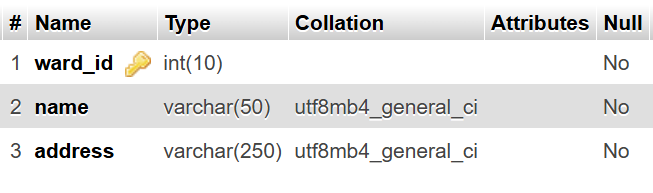 # Name Type Collation Attributes Null
1 ward_id int(10) No
2 name varchar(50) utf8mb4_general_ci No
3 address varchar(250) utf8mb4_general_ci No